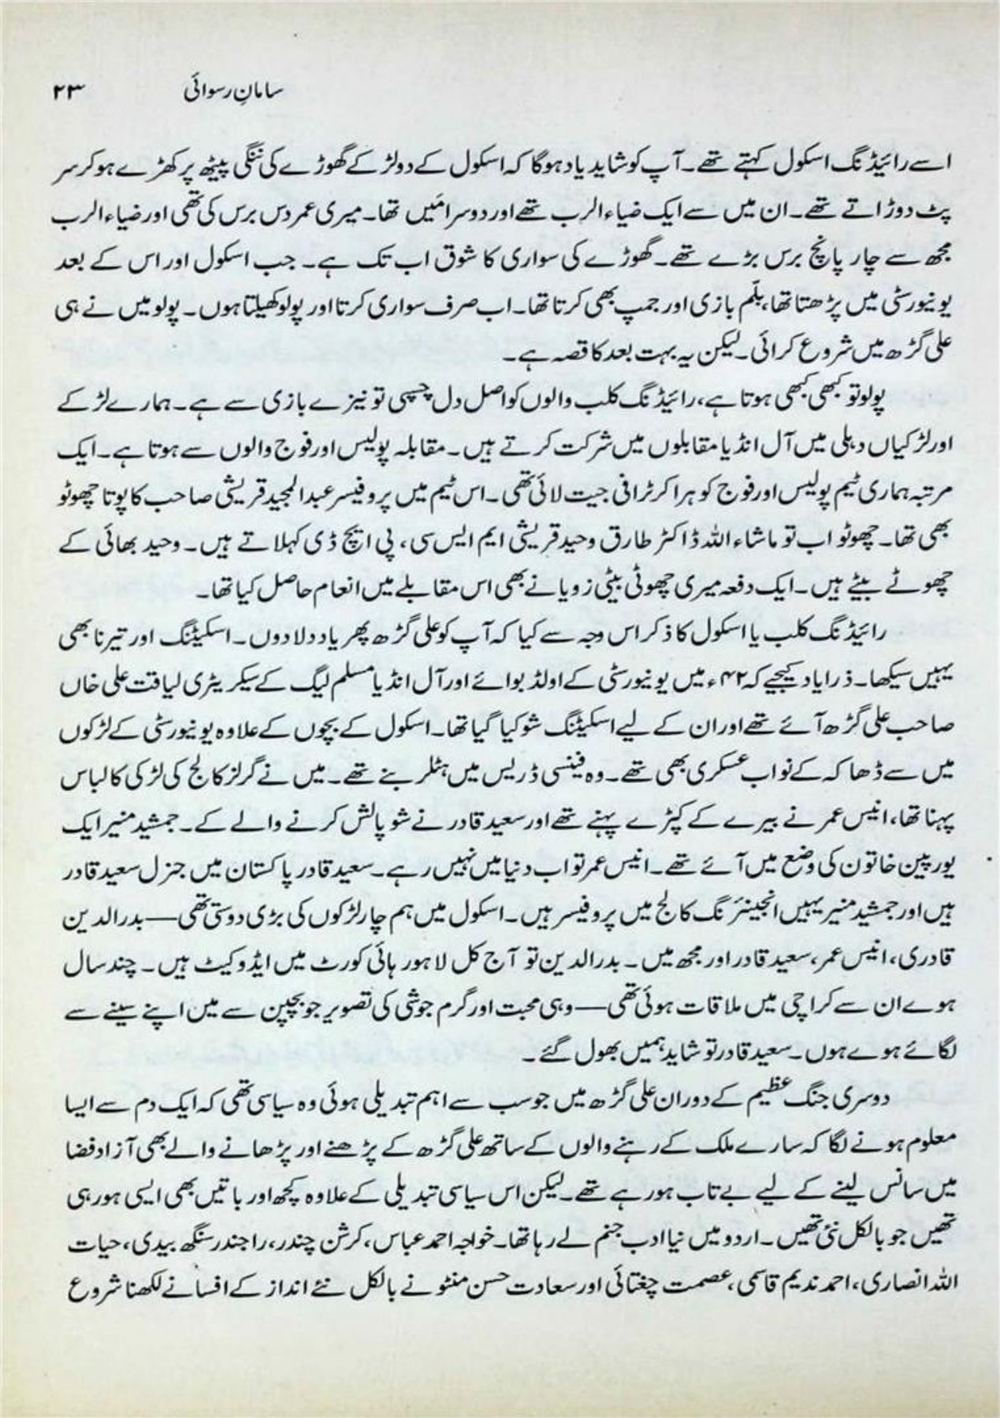 سامانِ رسوائی ۲۳
اسے رائیڈنگ اسکول کہتے تھے۔ آپ کو شاید یاد ہوگا کہ اسکول کے دو لڑکے گھوڑے کی ننگی پیٹھ پر کھڑے ہو کر سر
پٹ دوڑاتے تھے۔ ان میں سے ایک ضیاء الرب تھے اور دوسرا مَیں تھا۔ میری عمر دس برس کی تھی اور ضیاء الرب
مجھ سے چار پانچ برس بڑے تھے۔ گھوڑے کی سواری کا شوق اب تک ہے۔ جب اسکول اور اس کے بعد
یونیورسٹی میں پڑھتا تھا، بلّم بازی اور جمپ بھی کرتا تھا۔ اب صرف سواری کرتا اور پولو کھیلتا ہوں۔ پولو میں نے ہی
علی گڑھ میں شروع کرائی۔ لیکن یہ بہت بعد کا قصہ ہے۔
پولو تو کبھی کبھی ہوتا ہے، رائیڈنگ کلب والوں کو اصل دل چسپی تو نیزے بازی سے ہے۔ ہمارے لڑکے
اور لڑکیاں دہلی میں آل انڈیا مقابلوں میں شرکت کرتے ہیں۔ مقابلہ پولیس اور فوج والوں سے ہوتا ہے۔ ایک
مرتبہ ہماری ٹیم پولیس اور فوج کو ہرا کر ٹرافی جیت لائی تھی۔ اس ٹیم میں پروفیسر عبدالمجید قریشی صاحب کا پوتا چھوٹو
بھی تھا۔ چھوٹو اب تو ماشاء اللہ ڈاکٹر طارق وحید قریشی ایم ایس سی، پی ایچ ڈی کہلاتے ہیں۔ وحید بھائی کے
چھوٹے بیٹے ہیں۔ ایک دفعہ میری چھوٹی بیٹی زویا نے بھی اس مقابلے میں انعام حاصل کیا تھا۔
رائیڈنگ کلب یا اسکول کا ذکر اس وجہ سے کیا کہ آپ کو علی گڑھ پھر یاد دلا دوں۔ اسکیٹنگ اور تیرنا بھی
یہیں سیکھا۔ ذرا یاد کیجیے کہ ۴۲ء میں یونیورسٹی کے اولڈ بوائے اور آل انڈیا مسلم لیگ کے سیکریٹری لیاقت علی خاں
صاحب علی گڑھ آئے تھے اور ان کے لیے اسکیٹنگ شو کیا گیا تھا۔ اسکول کے بچوں کے علاوہ یونیورسٹی کے لڑکوں
میں سے ڈھاکہ کے نواب عسکری بھی تھے۔ وہ فینسی ڈریس میں ہٹلر بنے تھے۔ میں نے گرلز کالج کی لڑکی کا لباس
پہنا تھا، انیس عمر نے بیرے کے کپڑے پہنے تھے اور سعید قادر نے شو پالش کرنے والے کے۔ جمشید منیر ایک
یورپین خاتون کی وضع میں آئے تھے۔ انیس عمر تو اب دنیا میں نہیں رہے۔ سعید قادر پاکستان میں جنرل سعید قادر
ہیں اور جمشید منیر یہیں انجینئرنگ کالج میں پروفیسر ہیں۔ اسکول میں ہم چار لڑکوں کی بڑی دوستی تھی — بدرالدین
قادری، انیس عمر، سعید قادر اور مجھ میں۔ بدرالدین تو آج کل لاہور ہائی کورٹ میں ایڈوکیٹ ہیں۔ چند سال
ہوے ان سے کراچی میں ملاقات ہوئی تھی — وہی محبت اور گرم جوشی کی تصویر جو بچپن سے میں اپنے سینے سے
لگائے ہوے ہوں۔ سعید قادر تو شاید ہمیں بھول گئے۔
دوسری جنگ عظیم کے دوران علی گڑھ میں جو سب سے اہم تبدیلی ہوئی وہ سیاسی تھی کہ ایک دم سے ایسا
معلوم ہونے لگا کہ سارے ملک کے رہنے والوں کے ساتھ علی گڑھ کے پڑھنے اور پڑھانے والے بھی آزاد فضا
میں سانس لینے کے لیے بے تاب ہو رہے تھے۔ لیکن اس سیاسی تبدیلی کے علاوہ کچھ اور باتیں بھی ایسی ہو رہی
تھیں جو بالکل نئی تھیں۔ اردو میں نیا ادب جنم لے رہا تھا۔ خواجہ احمد عباس، کرشن چندر، راجندر سنگھ بیدی، حیات
اللہ انصاری، احمد ندیم قاسمی، عصمت چغتائی اور سعادت حسن منٹو نے بالکل نئے انداز کے افسانے لکھنا شروع